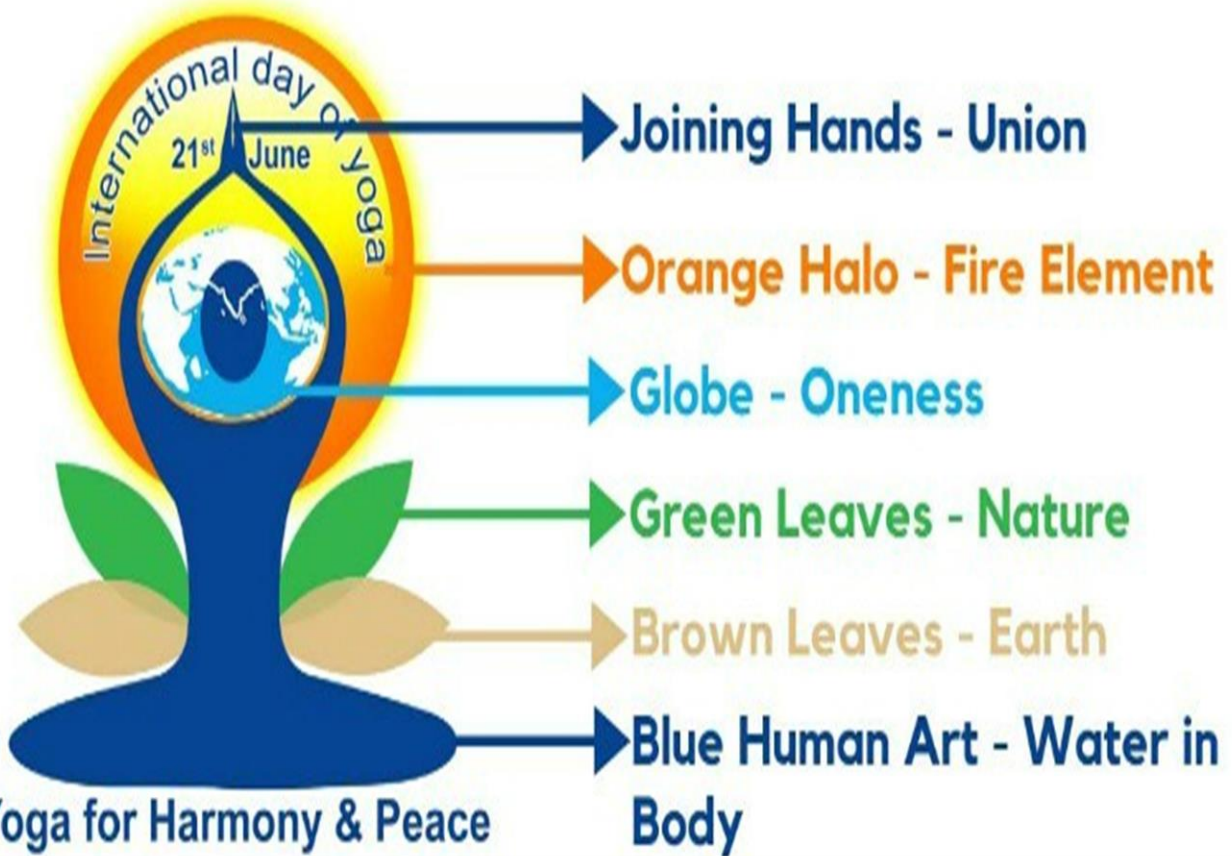 International day of yoga
21st June
Joining Hands - Union
Orange Halo - Fire Element
Globe - Oneness
Green Leaves - Nature
Brown Leaves - Earth
Blue Human Art - Water in
Body
Yoga for Harmony & Peace